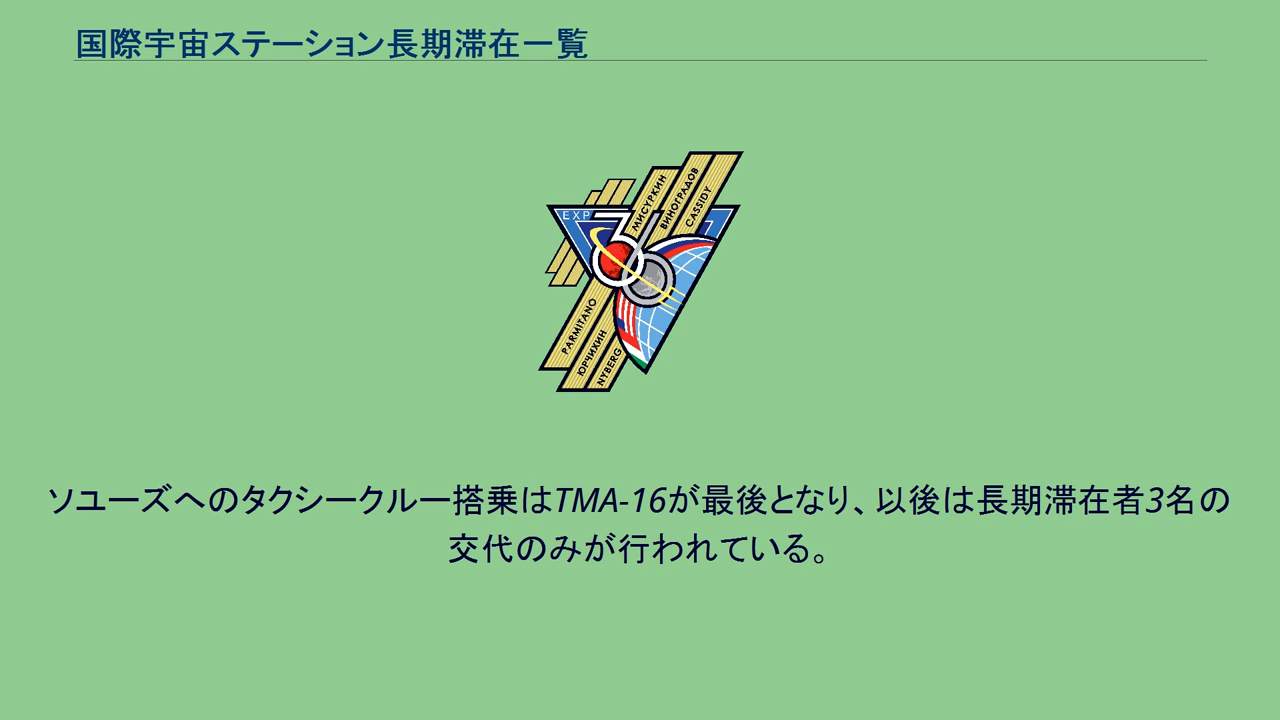 国際宇宙ステーション長期滞在一覧
EXP
36
МИСУРКИН
ВИНОГРАДОВ
CASSIDY
PARMITANO
ЮРЧИХИН
NYBERG
ソユーズへのタクシークルー搭乗はTMA-16が最後となり、以後は長期滞在者3名の
交代のみが行われている。